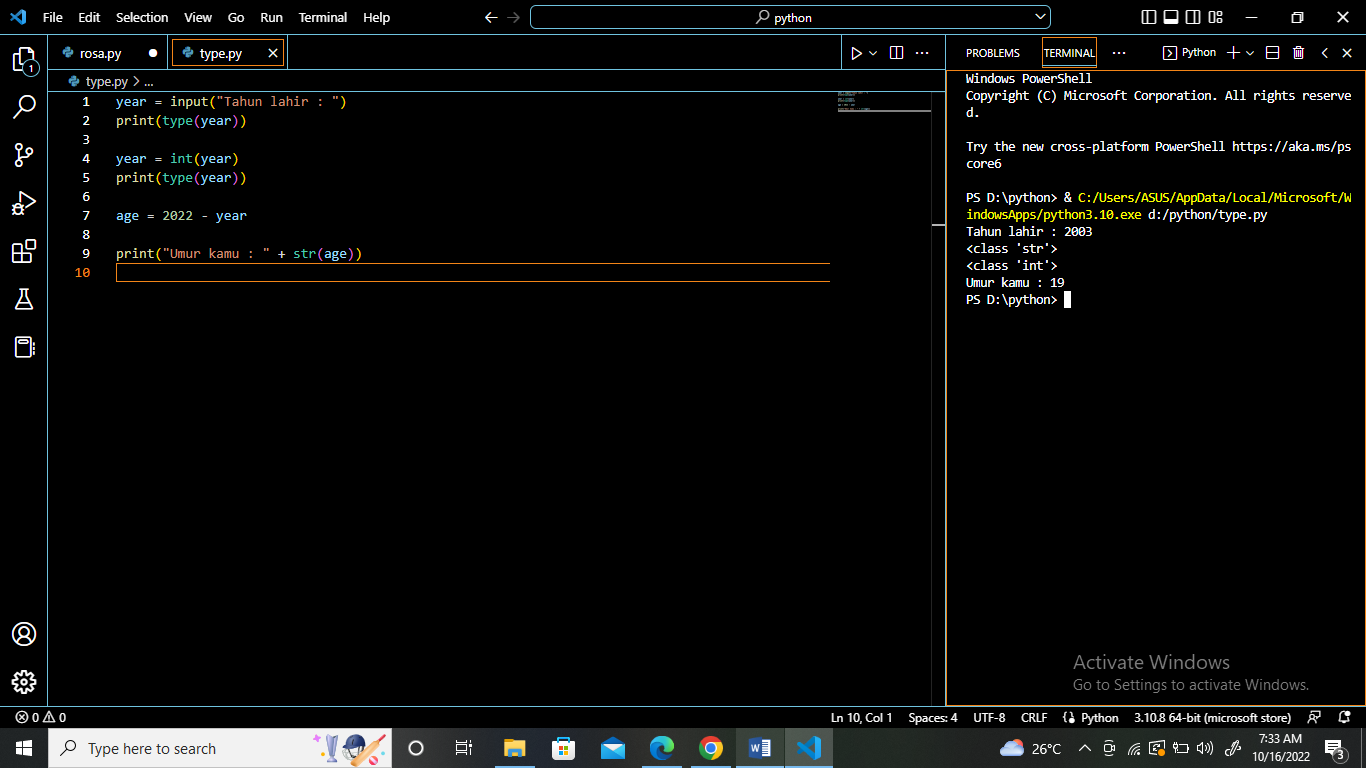 File Edit Selection View Go Run Terminal Help
python
rosa.py
type.py
type.py > ...
1 year = input("Tahun lahir : ")
2 print(type(year))
3
4 year = int(year)
5 print(type(year))
6
7 age = 2022 - year
8
9 print("Umur kamu : " + str(age))
10
PROBLEMS TERMINAL ... Python
Windows PowerShell
Copyright (C) Microsoft Corporation. All rights reserve
d.
Try the new cross-platform PowerShell https://aka.ms/ps
core6
PS D:\python> & C:/Users/ASUS/AppData/Local/Microsoft/W
indowsApps/python3.10.exe d:/python/type.py
Tahun lahir : 2003
<class 'str'>
<class 'int'>
Umur kamu : 19
PS D:\python>
1
Activate Windows
Go to Settings to activate Windows.
0 0
Ln 10, Col 1 Spaces: 4 UTF-8 CRLF Python 3.10.8 64-bit (microsoft store)
Type here to search
26°C
7:33 AM
10/16/2022
3